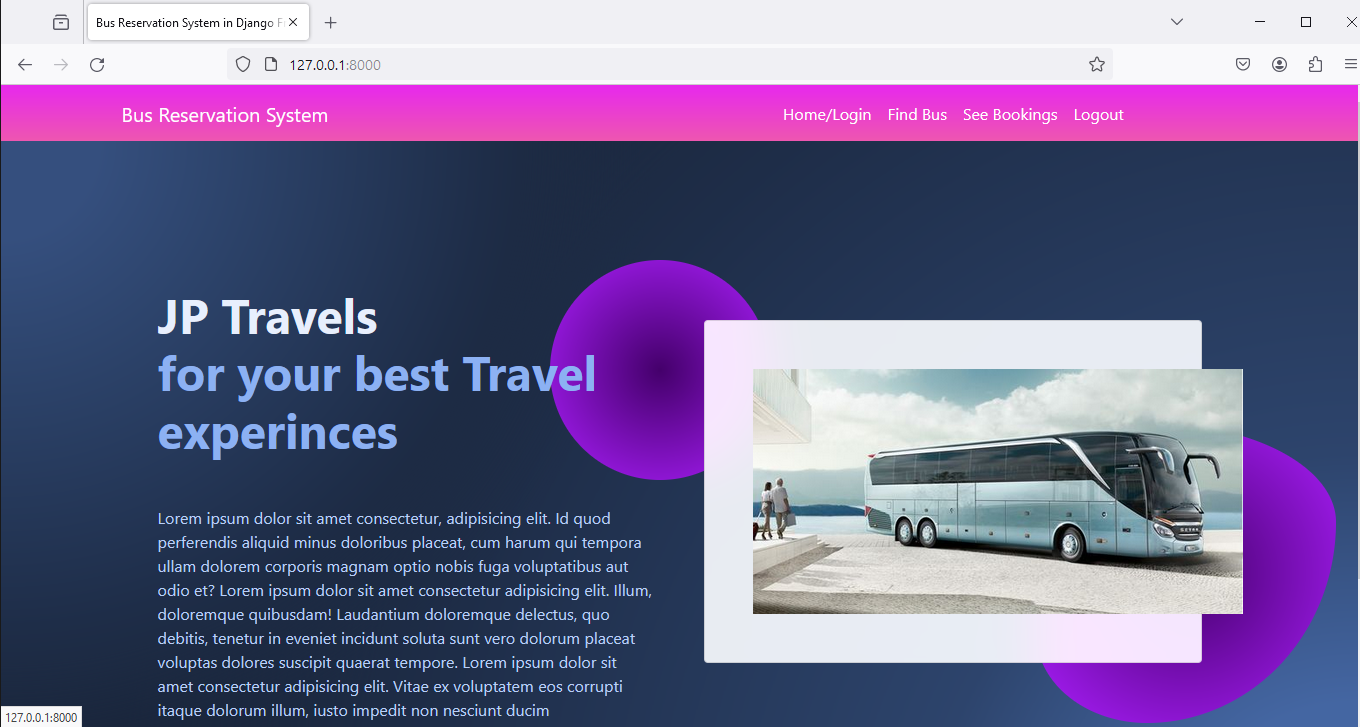 Bus Reservation System in Django F
127.0.0.1:8000
Bus Reservation System
Home/Login Find Bus See Bookings Logout
JP Travels
for your best Travel
experinces
Lorem ipsum dolor sit amet consectetur, adipisicing elit. Id quod
perferendis aliquid minus doloribus placeat, cum harum qui tempora
ullam dolorem corporis magnam optio nobis fuga voluptatibus aut
odio et? Lorem ipsum dolor sit amet consectetur adipisicing elit. Illum,
doloremque quibusdam! Laudantium doloremque delectus, quo
debitis, tenetur in eveniet incidunt soluta sunt vero dolorum placeat
voluptas dolores suscipit quaerat tempore. Lorem ipsum dolor sit
amet consectetur adipisicing elit. Vitae ex voluptatem eos corrupti
itaque dolorum illum, iusto impedit non nesciunt ducim
SETRA
127.0.0.1:8000